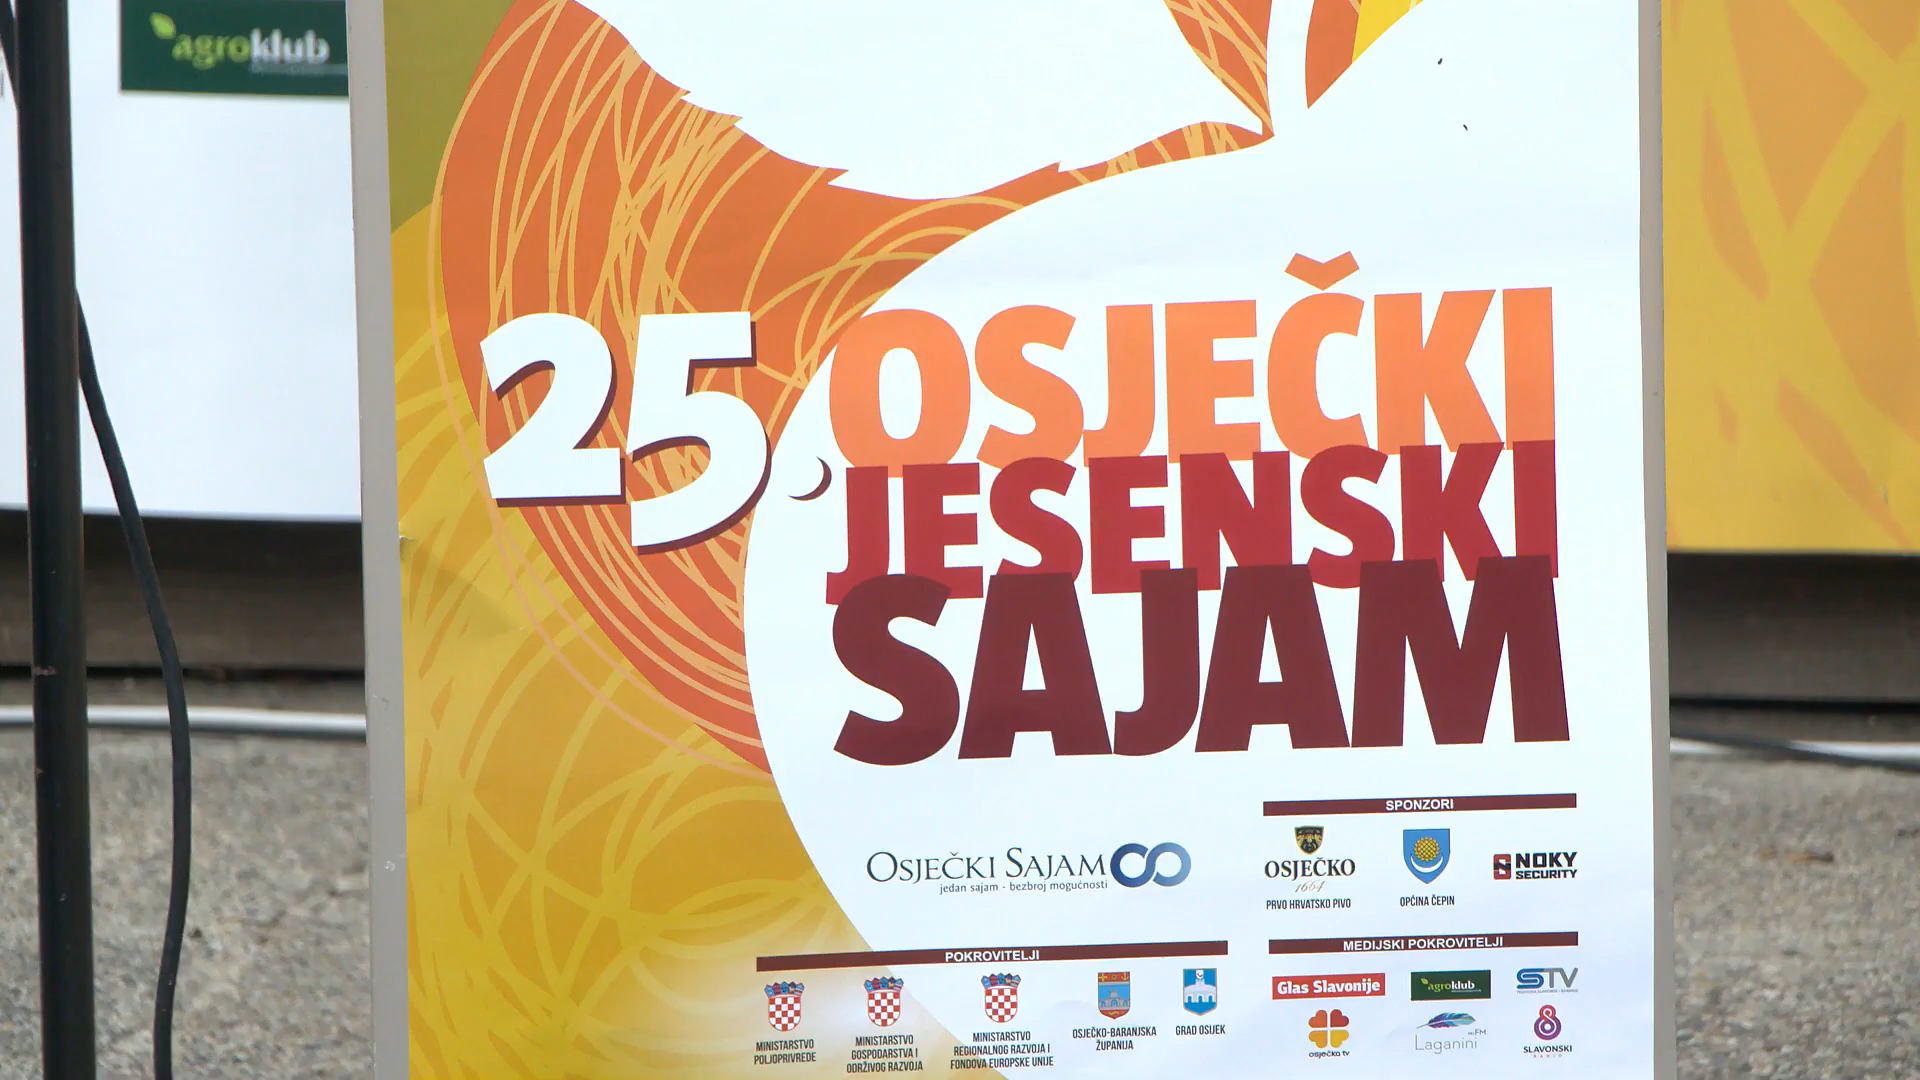 agroklub
25. OSJEČKI
JESENSKI
SAJAM
SPONZORI
OSJEČKI SAJAM
jedan sajam - bezbroj mogućnosti
OSJEČKO
1664
PRVO HRVATSKO PIVO
OPĆINA ČEPIN
NOKY
SECURITY
POKROVITELJI
MINISTARSTVO
POLJOPRIVREDE
MINISTARSTVO
GOSPODARSTVA I
ODRŽIVOG RAZVOJA
MINISTARSTVO
REGIONALNOG RAZVOJA I
FONDOVA EUROPSKE UNIJE
OSJEČKO-BARANJSKA
ŽUPANIJA
GRAD OSIJEK
MEDIJSKI POKROVITELJI
Glas Slavonije
agroklub
STV
osječka tv
Laganini
FM
SLAVONSKI
RADIO